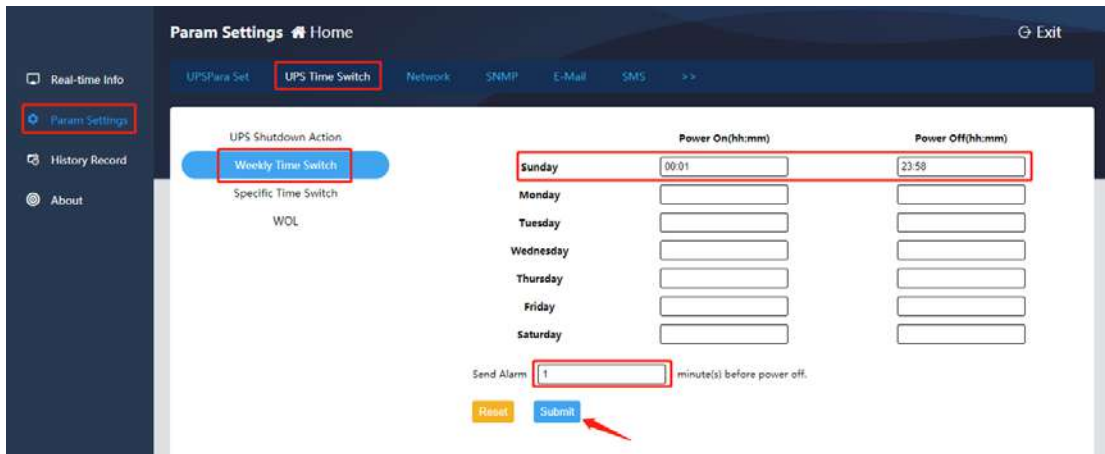 Param Settings Home Exit
Real-time Info
Param Settings
History Record
About
UPSPara Set UPS Time Switch Network SNMP E-Mail SMS >>
UPS Shutdown Action
Weekly Time Switch
Specific Time Switch
WOL
Power On(hh:mm) Power Off(hh:mm)
Sunday 00:01 23:58
Monday
Tuesday
Wednesday
Thursday
Friday
Saturday
Send Alarm 1 minute(s) before power off.
Reset Submit